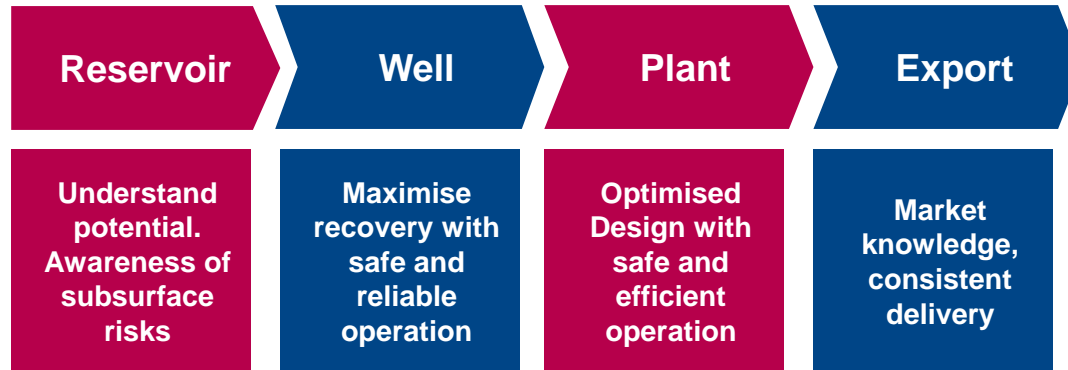 Reservoir
Well
Plant
Export
Understand
potential.
Awareness of
subsurface
risks
Maximise
recovery with
safe and
reliable
operation
Optimised
Design with
safe and
efficient
operation
Market
knowledge,
consistent
delivery